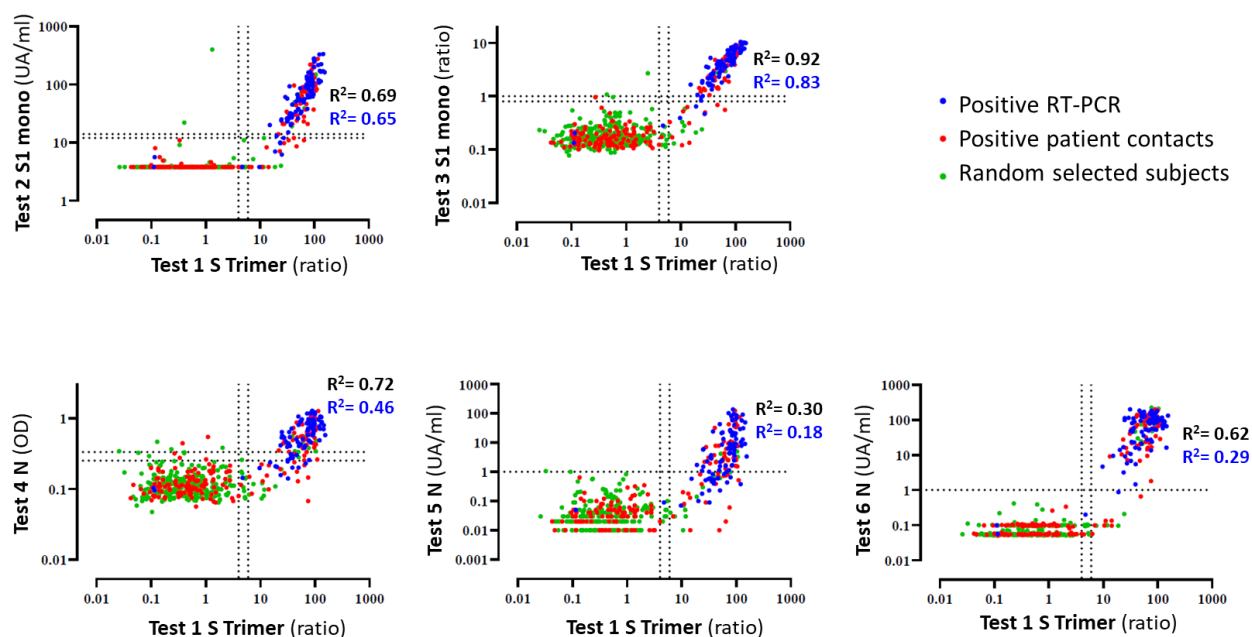 Test 2 S1 mono (UA/ml)
1000
100
10
1
0.01 0.1 1 10 100 1000
Test 1 S Trimer (ratio)
R²= 0.69
R²= 0.65
Test 3 S1 mono (ratio)
10
1
0.1
0.01
0.01 0.1 1 10 100 1000
Test 1 S Trimer (ratio)
R²= 0.92
R²= 0.83
Positive RT-PCR
Positive patient contacts
Random selected subjects
Test 4 N (OD)
1
0.1
0.01
0.01 0.1 1 10 100 1000
Test 1 S Trimer (ratio)
R²= 0.72
R²= 0.46
Test 5 N (UA/ml)
1000
100
10
1
0.1
0.01
0.001
0.01 0.1 1 10 100 1000
Test 1 S Trimer (ratio)
R²= 0.30
R²= 0.18
Test 6 N (UA/ml)
1000
100
10
1
0.1
0.01
0.01 0.1 1 10 100 1000
Test 1 S Trimer (ratio)
R²= 0.62
R²= 0.29